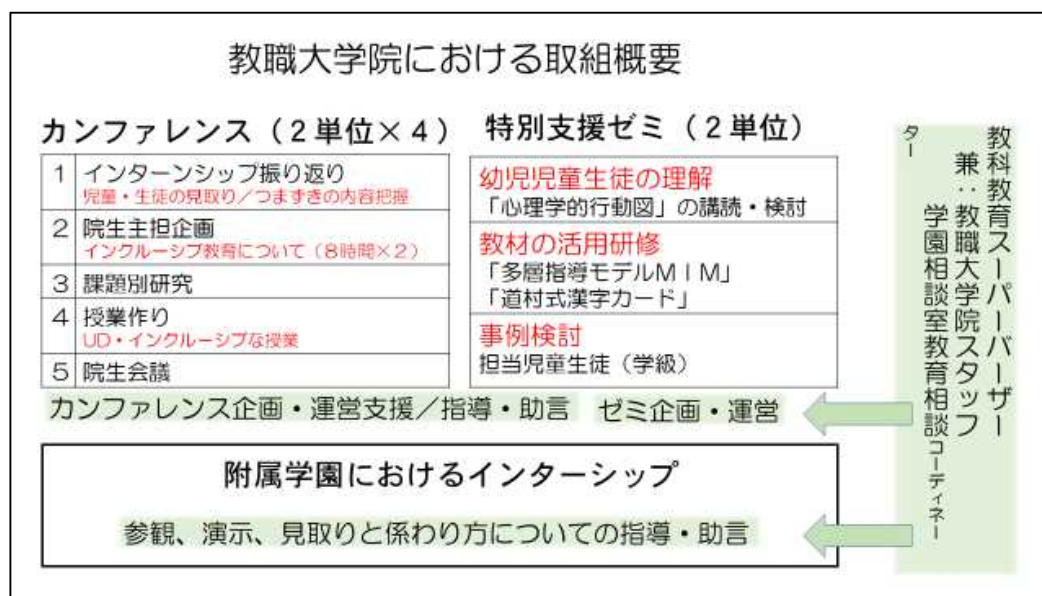 教職大学院における取組概要
カンファレンス（２単位×４）
1 インターンシップ振り返り
児童・生徒の見取り／つまずきの内容把握
2 院生主担企画
インクルーシブ教育について（８時間×２）
3 課題別研究
4 授業作り
UD・インクルーシブな授業
5 院生会議
特別支援ゼミ（２単位）
幼児児童生徒の理解
「心理学的行動図」の講読・検討
教材の活用研修
「多層指導モデルＭＩＭ」
「道村式漢字カード」
事例検討
担当児童生徒（学級）
カンファレンス企画・運営支援／指導・助言
ゼミ企画・運営
附属学園におけるインターシップ
参観、演示、見取りと係わり方についての指導・助言
教科教育スーパーバーザー
兼：教職大学院スタッフ
学園相談室教育相談コーディネー
ター